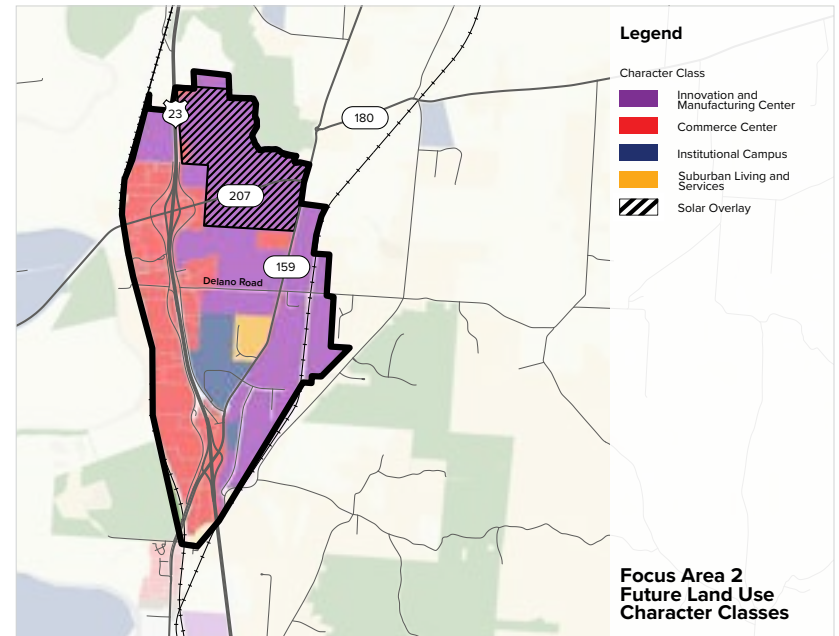 Legend
Character Class
Innovation and
Manufacturing Center
Commerce Center
Institutional Campus
Suburban Living and
Services
Solar Overlay
23
180
207
159
Delano Road
Focus Area 2
Future Land Use
Character Classes